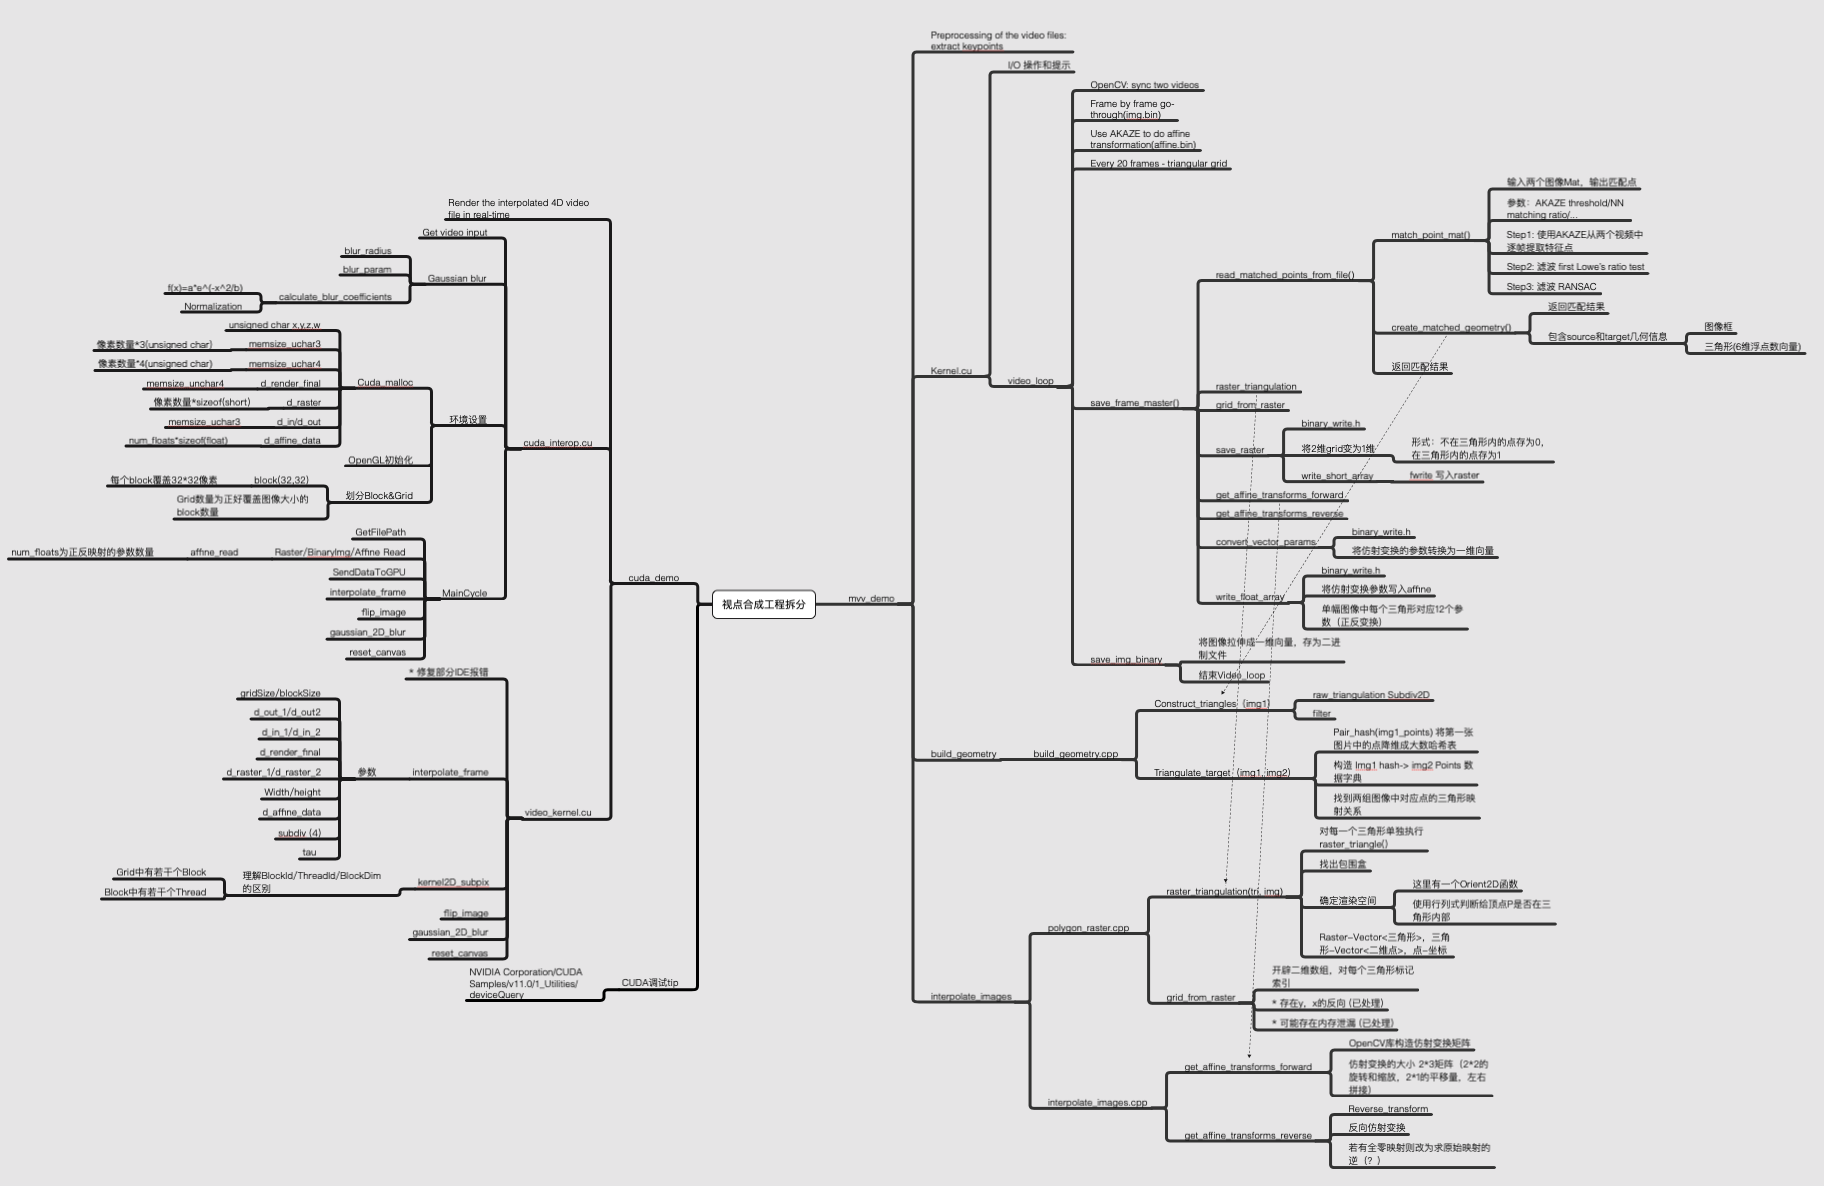 视点合成工程拆分
cuda_demo
Render the interpolated 4D video
file in real-time
cuda_interop.cu
Get video input
Gaussian blur
blur_radius
blur_param
calculate_blur_coefficients
f(x)=a*e^(-x^2/b)
Normalization
环境设置
Cuda_malloc
unsigned char x,y,z,w
memsize_uchar3
像素数量*3(unsigned char)
memsize_uchar4
像素数量*4(unsigned char)
d_render_final
memsize_unchar4
d_raster
像素数量*sizeof(short)
d_in/d_out
memsize_uchar3
d_affine_data
num_floats*sizeof(float)
OpenGL初始化
划分Block&Grid
block(32,32)
每个block覆盖32*32像素
Grid数量为正好覆盖图像大小的
block数量
MainCycle
GetFilePath
Raster/BinaryImg/Affine Read
affine_read
num_floats为正反映射的参数数量
SendDataToGPU
interpolate_frame
flip_image
gaussian_2D_blur
reset_canvas
video_kernel.cu
* 修复部分IDE报错
interpolate_frame
参数
gridSize/blockSize
d_out_1/d_out2
d_in_1/d_in_2
d_render_final
d_raster_1/d_raster_2
Width/height
d_affine_data
subdiv (4)
tau
kernel2D_subpix
理解BlockId/ThreadId/BlockDim
的区别
Grid中有若干个Block
Block中有若干个Thread
flip_image
gaussian_2D_blur
reset_canvas
CUDA调试tip
NVIDIA Corporation/CUDA
Samples/v11.0/1_Utilities/
deviceQuery
mvv_demo
Preprocessing of the video files:
extract keypoints
Kernel.cu
I/O 操作和提示
video_loop
OpenCV: sync two videos
Frame by frame go-
through(img.bin)
Use AKAZE to do affine
transformation(affine.bin)
Every 20 frames - triangular grid
save_frame_master()
read_matched_points_from_file()
match_point_mat()
输入两个图像Mat，输出匹配点
参数：AKAZE threshold/NN
matching ratio/...
Step1: 使用AKAZE从两个视频中
逐帧提取特征点
Step2: 滤波 first Lowe's ratio test
Step3: 滤波 RANSAC
create_matched_geometry()
返回匹配结果
包含source和target几何信息
图像框
三角形(6维浮点数向量)
返回匹配结果
raster_triangulation
grid_from_raster
save_raster
binary_write.h
将2维grid变为1维
形式：不在三角形内的点存为0，
在三角形内的点存为1
write_short_array
fwrite 写入raster
get_affine_transforms_forward
get_affine_transforms_reverse
convert_vector_params
binary_write.h
将仿射变换的参数转换为一维向量
write_float_array
binary_write.h
将仿射变换参数写入affine
单幅图像中每个三角形对应12个参
数（正反变换）
save_img_binary
将图像拉伸成一维向量，存为二进
制文件
结束Video_loop
build_geometry
build_geometry.cpp
Construct_triangles（img1）
raw_triangulation Subdiv2D
filter
Triangulate_target（img1, img2）
Pair_hash(img1_points) 将第一张
图片中的点降维成大数哈希表
构造 Img1 hash-> img2 Points 数
据字典
找到两组图像中对应点的三角形映
射关系
interpolate_images
polygon_raster.cpp
raster_triangulation(tri, img)
对每一个三角形单独执行
raster_triangle()
找出包围盒
确定渲染空间
这里有一个Orient2D函数
使用行列式判断给顶点P是否在三
角形内部
Raster-Vector<三角形>，三角
形-Vector<二维点>，点-坐标
grid_from_raster
开辟二维数组，对每个三角形标记
索引
* 存在y，x的反向 (已处理)
* 可能存在内存泄漏 (已处理)
interpolate_images.cpp
get_affine_transforms_forward
OpenCV库构造仿射变换矩阵
仿射变换的大小 2*3矩阵（2*2的
旋转和缩放，2*1的平移量，左右
拼接）
get_affine_transforms_reverse
Reverse_transform
反向仿射变换
若有全零映射则改为求原始映射的
逆（？）